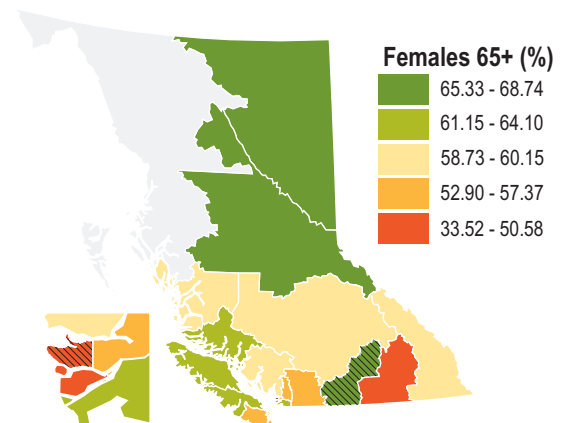 Females 65+ (%)
65.33 - 68.74
61.15 - 64.10
58.73 - 60.15
52.90 - 57.37
33.52 - 50.58